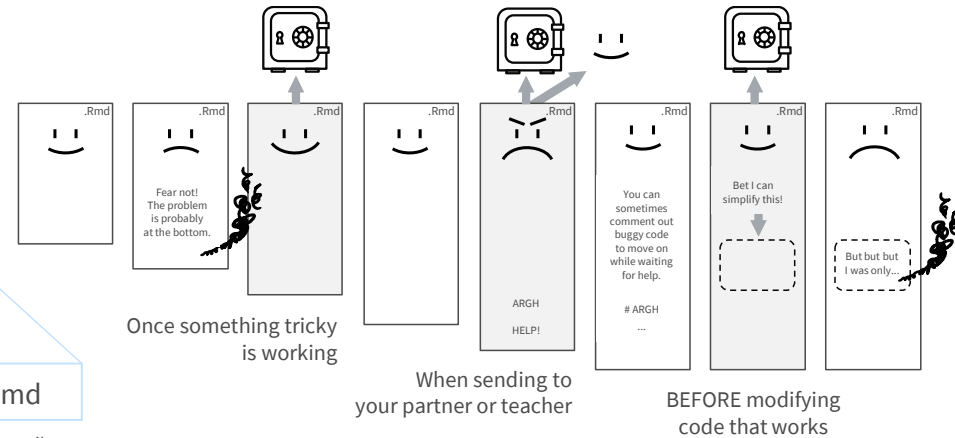 .Rmd
.Rmd
Fear not!
The problem
is probably
at the bottom.
.Rmd
Once something tricky
is working
.Rmd
.Rmd
ARGH
HELP!
When sending to
your partner or teacher
.Rmd
You can
sometimes
comment out
buggy code
to move on
while waiting
for help.
# ARGH
...
.Rmd
Bet I can
simplify this!
BEFORE modifying
code that works
.Rmd
But but but
I was only...
md